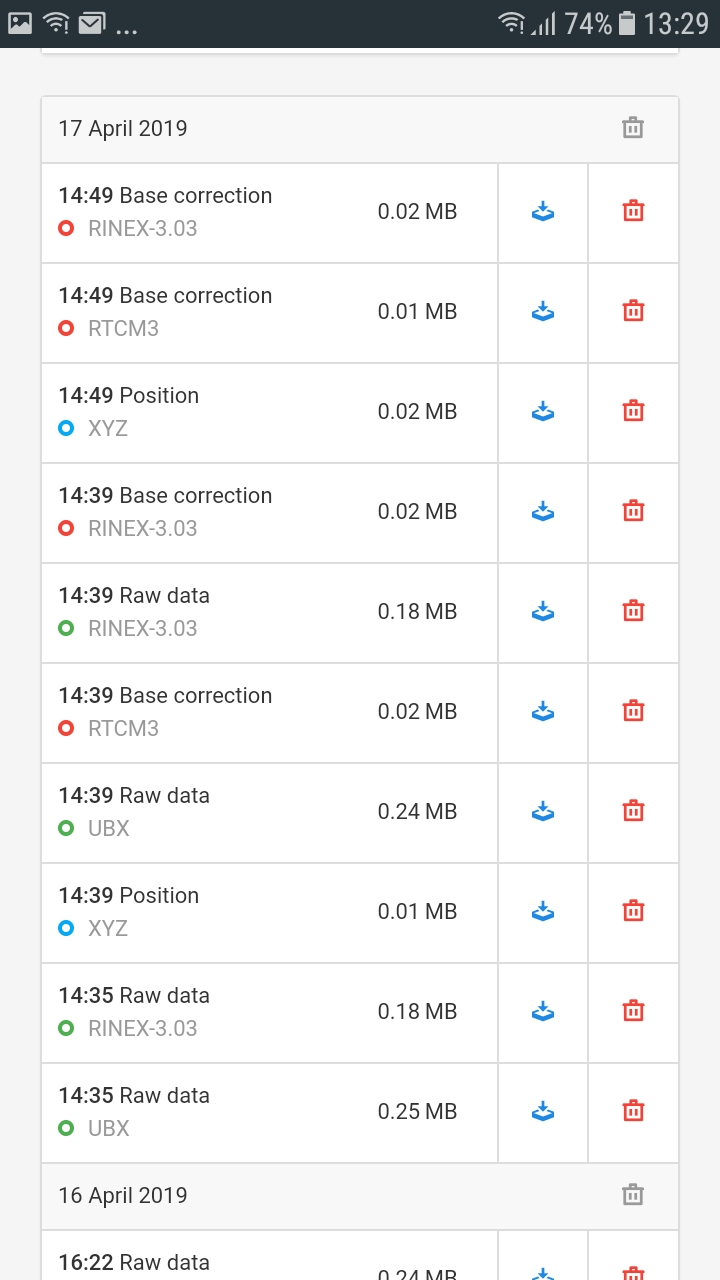 ... 74% 13:29
17 April 2019
14:49 Base correction
RINEX-3.03
0.02 MB
14:49 Base correction
RTCM3
0.01 MB
14:49 Position
XYZ
0.02 MB
14:39 Base correction
RINEX-3.03
0.02 MB
14:39 Raw data
RINEX-3.03
0.18 MB
14:39 Base correction
RTCM3
0.02 MB
14:39 Raw data
UBX
0.24 MB
14:39 Position
XYZ
0.01 MB
14:35 Raw data
RINEX-3.03
0.18 MB
14:35 Raw data
UBX
0.25 MB
16 April 2019
16:22 Raw data
0.24 MB